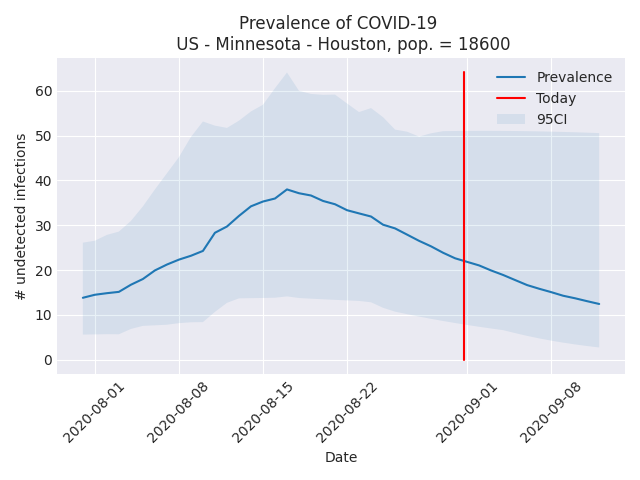 Prevalence of COVID-19
US - Minnesota - Houston, pop. = 18600
Prevalence
Today
95CI
# undetected infections
60
50
40
30
20
10
0
2020-08-01
2020-08-08
2020-08-15
2020-08-22
2020-09-01
2020-09-08
Date